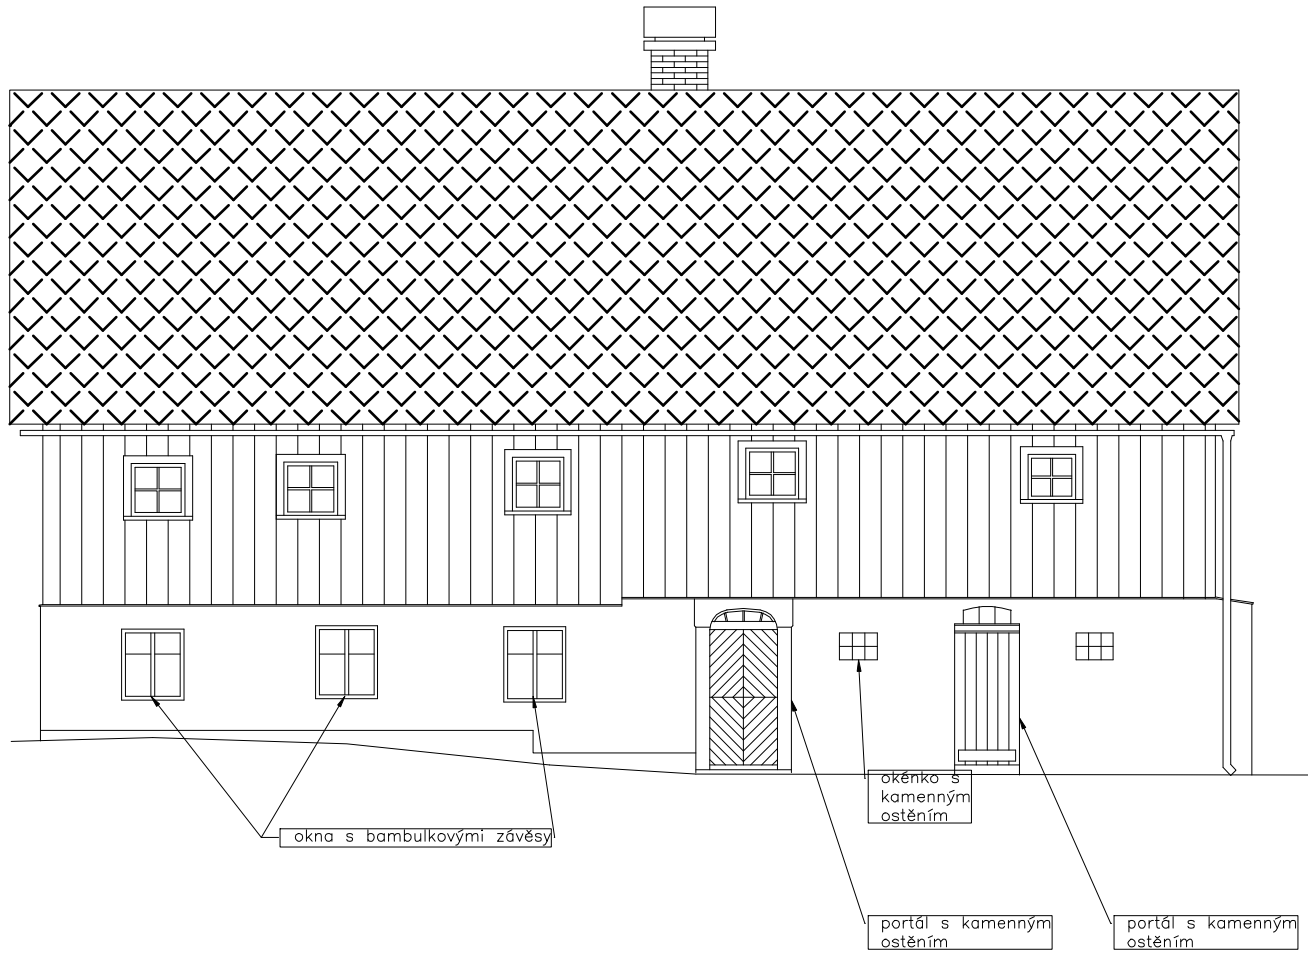 okénko s
kamenným
ostěním
okna s bambulkovými závěsy
portál s kamenným
ostěním
portál s kamenným
ostěním